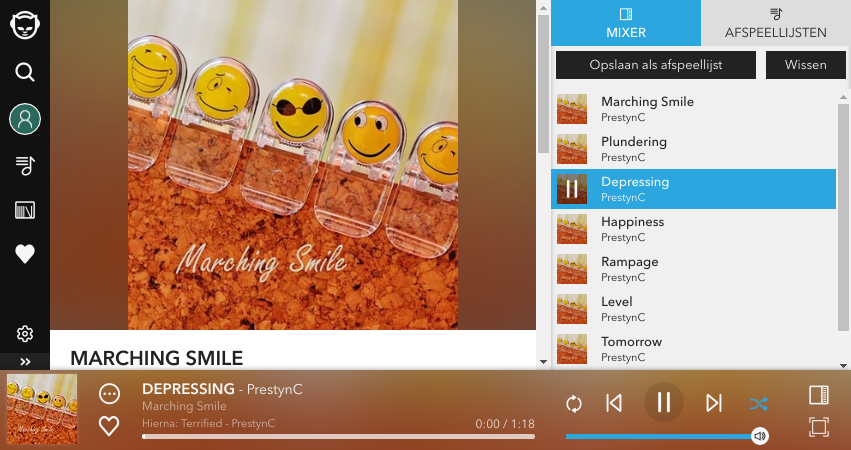 Marching Smile
MARCHING SMILE
MIXER
AFSPEELLIJSTEN
Opslaan als afspeellijst
Wissen
Marching Smile
PrestynC
Plundering
PrestynC
Depressing
PrestynC
Happiness
PrestynC
Rampage
PrestynC
Level
PrestynC
Tomorrow
PrestynC
DEPRESSING - PrestynC
Marching Smile
Hierna: Terrified - PrestynC
0:00 / 1:18